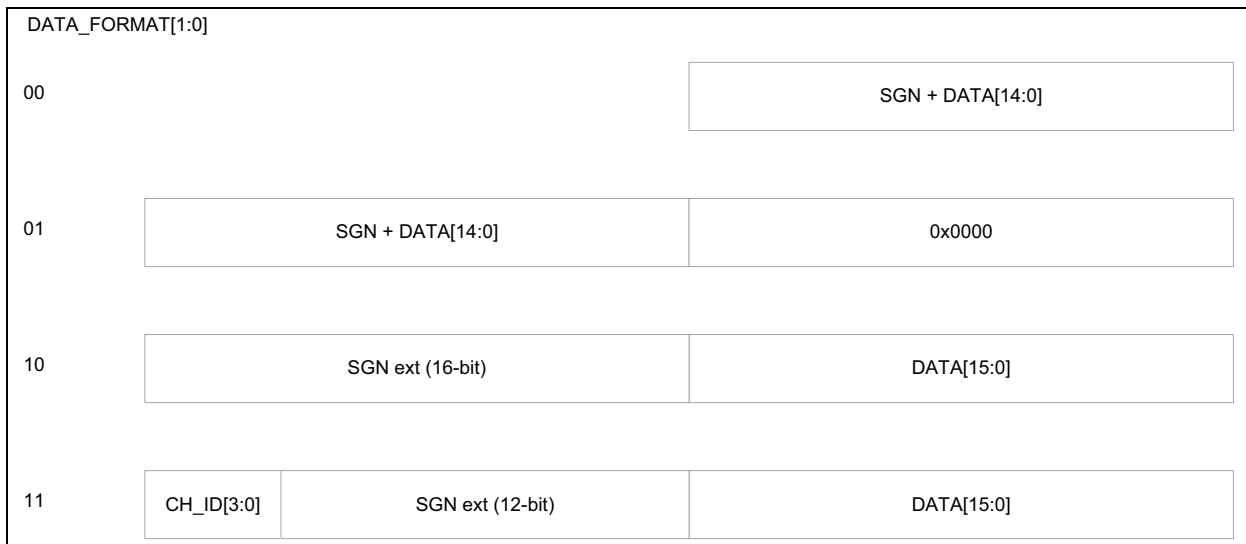 DATA_FORMAT[1:0]
00 SGN + DATA[14:0]
01 SGN + DATA[14:0] 0x0000
10 SGN ext (16-bit) DATA[15:0]
11 CH_ID[3:0] SGN ext (12-bit) DATA[15:0]